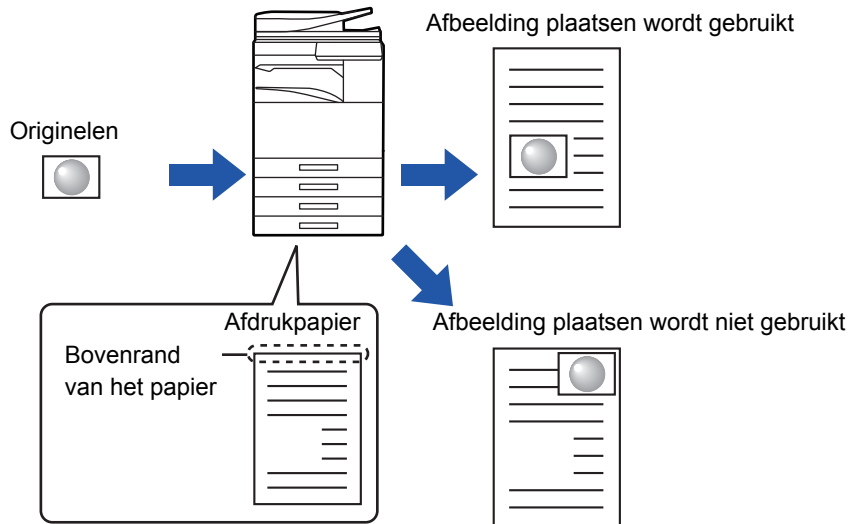 Afbeelding plaatsen wordt gebruikt
Originelen
Afdrukpapier
Bovenrand
van het papier
Afbeelding plaatsen wordt niet gebruikt